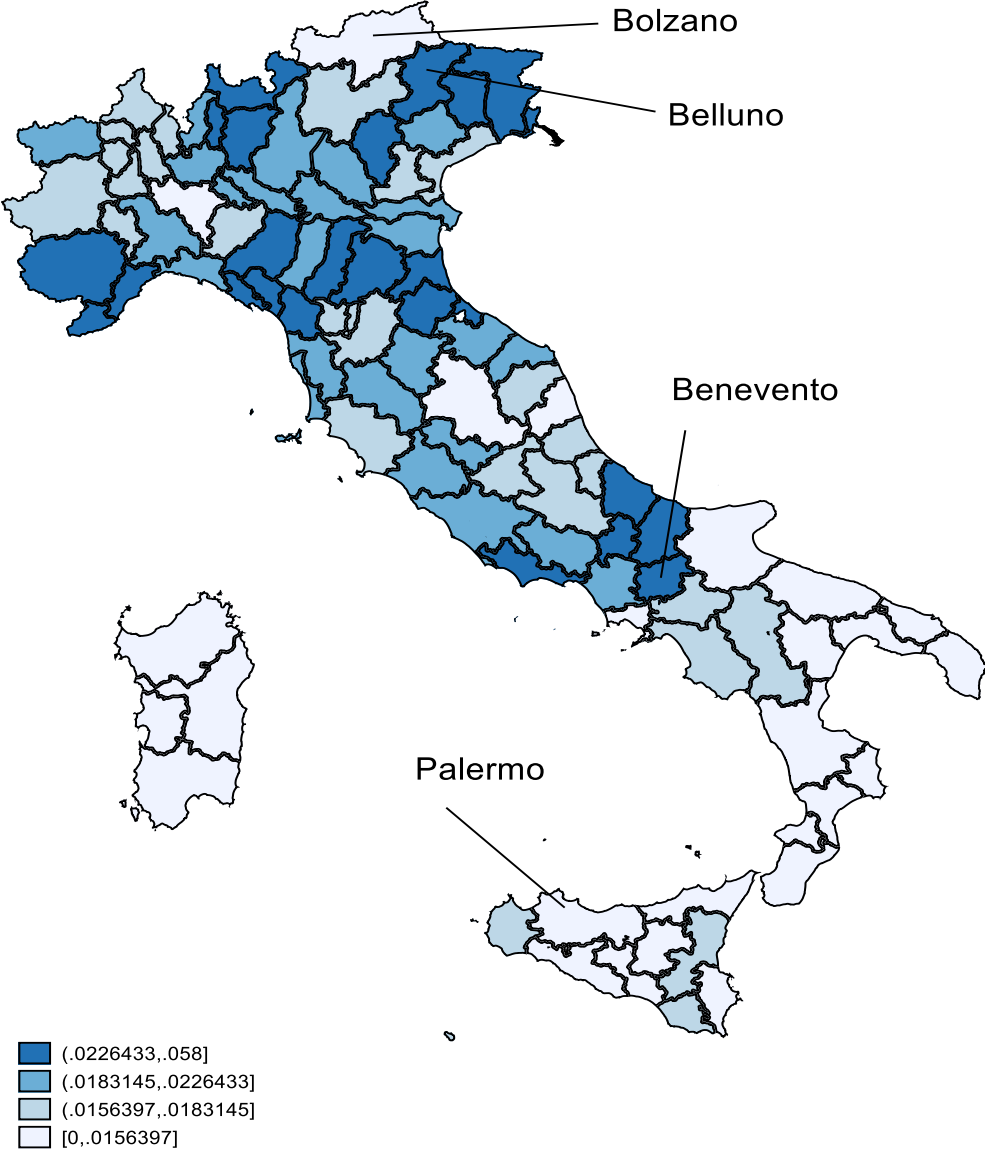 Bolzano
Belluno
Benevento
Palermo
(.0226433,.058]
(.0183145,.0226433]
(.0156397,.0183145]
[0,.0156397]